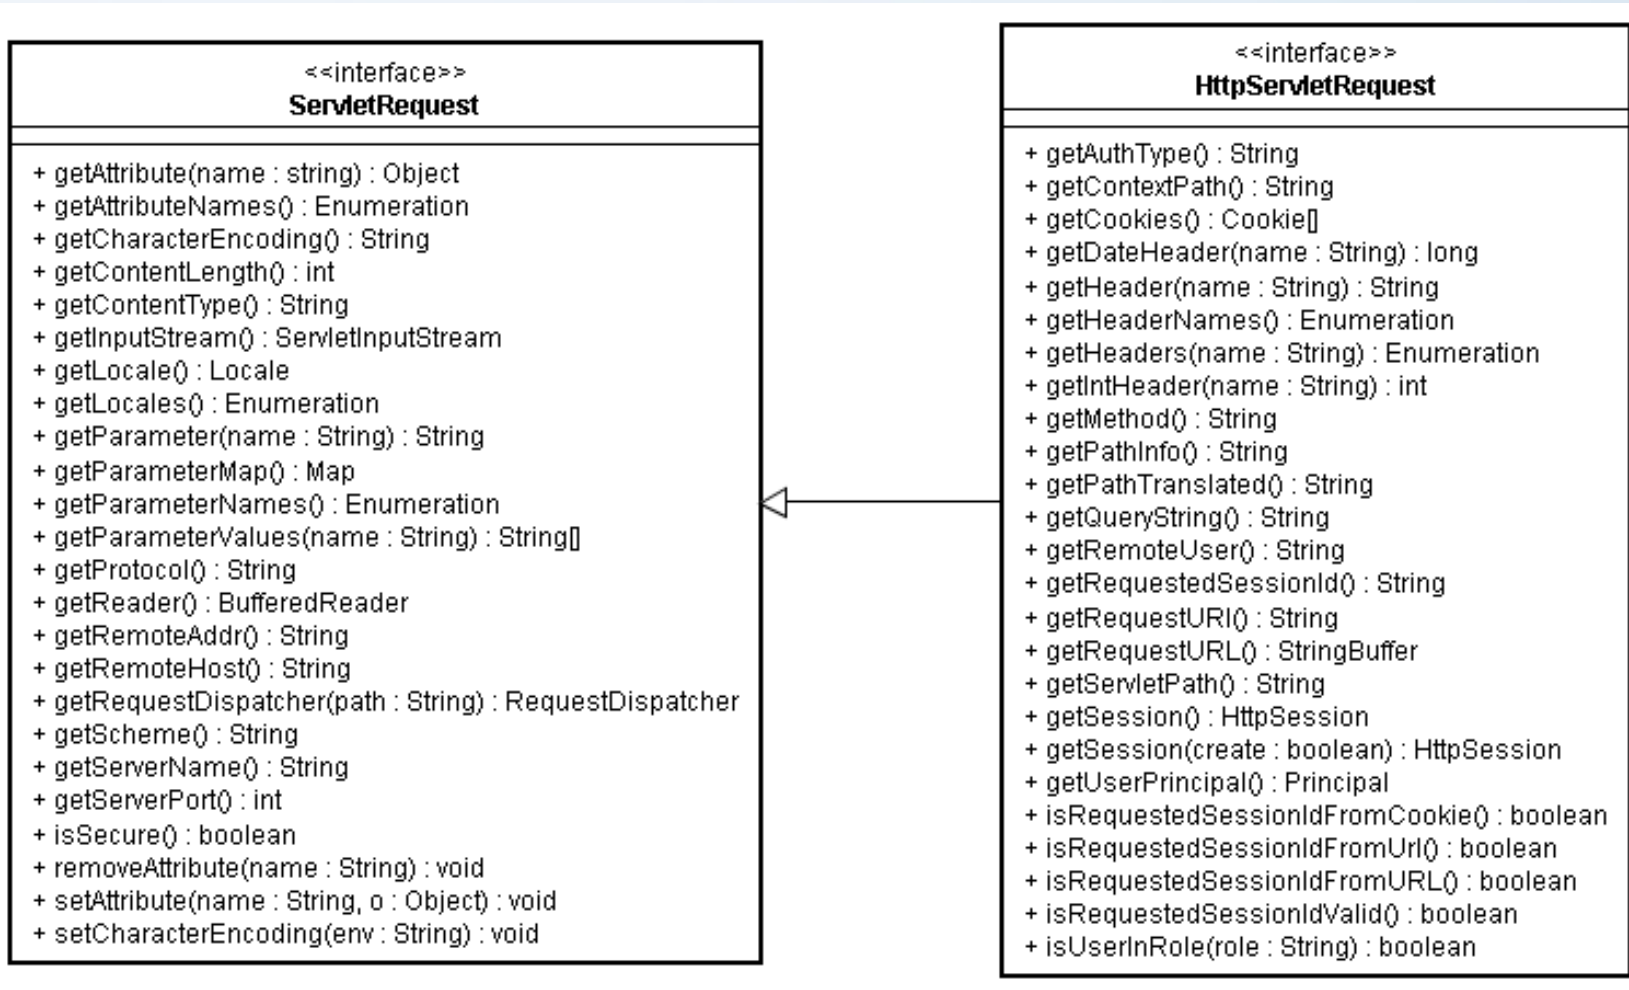 <<interface>>
ServletRequest
+ getAttribute(name : string) : Object
+ getAttributeNames() : Enumeration
+ getCharacterEncoding() : String
+ getContentLength() : int
+ getContentType() : String
+ getInputStream() : ServletInputStream
+ getLocale() : Locale
+ getLocales() : Enumeration
+ getParameter(name : String) : String
+ getParameterMap() : Map
+ getParameterNames() : Enumeration
+ getParameterValues(name : String) : String[]
+ getProtocol() : String
+ getReader() : BufferedReader
+ getRemoteAddr() : String
+ getRemoteHost() : String
+ getRequestDispatcher(path : String) : RequestDispatcher
+ getScheme() : String
+ getServerName() : String
+ getServerPort() : int
+ isSecure() : boolean
+ removeAttribute(name : String) : void
+ setAttribute(name : String, o : Object) : void
+ setCharacterEncoding(env : String) : void
<<interface>>
HttpServletRequest
+ getAuthType() : String
+ getContextPath() : String
+ getCookies() : Cookie[]
+ getDateHeader(name : String) : long
+ getHeader(name : String) : String
+ getHeaderNames() : Enumeration
+ getHeaders(name : String) : Enumeration
+ getIntHeader(name : String) : int
+ getMethod() : String
+ getPathInfo() : String
+ getPathTranslated() : String
+ getQueryString() : String
+ getRemoteUser() : String
+ getRequestedSessionId() : String
+ getRequestURI() : String
+ getRequestURL() : StringBuffer
+ getServletPath() : String
+ getSession() : HttpSession
+ getSession(create : boolean) : HttpSession
+ getUserPrincipal() : Principal
+ isRequestedSessionIdFromCookie() : boolean
+ isRequestedSessionIdFromUrl() : boolean
+ isRequestedSessionIdFromURL() : boolean
+ isRequestedSessionIdValid() : boolean
+ isUserInRole(role : String) : boolean